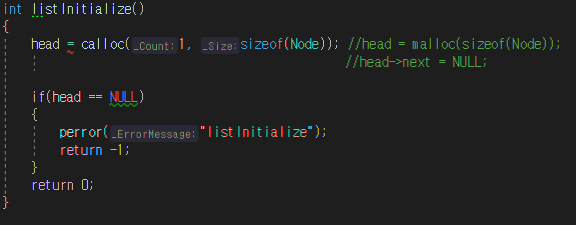 int listInitialize()
{
head = calloc(_Count:1, _Size:sizeof(Node)); //head = malloc(sizeof(Node));
//head->next = NULL;
if(head == NULL)
{
perror(_ErrorMessage:"listInitialize");
return -1;
}
return 0;
}